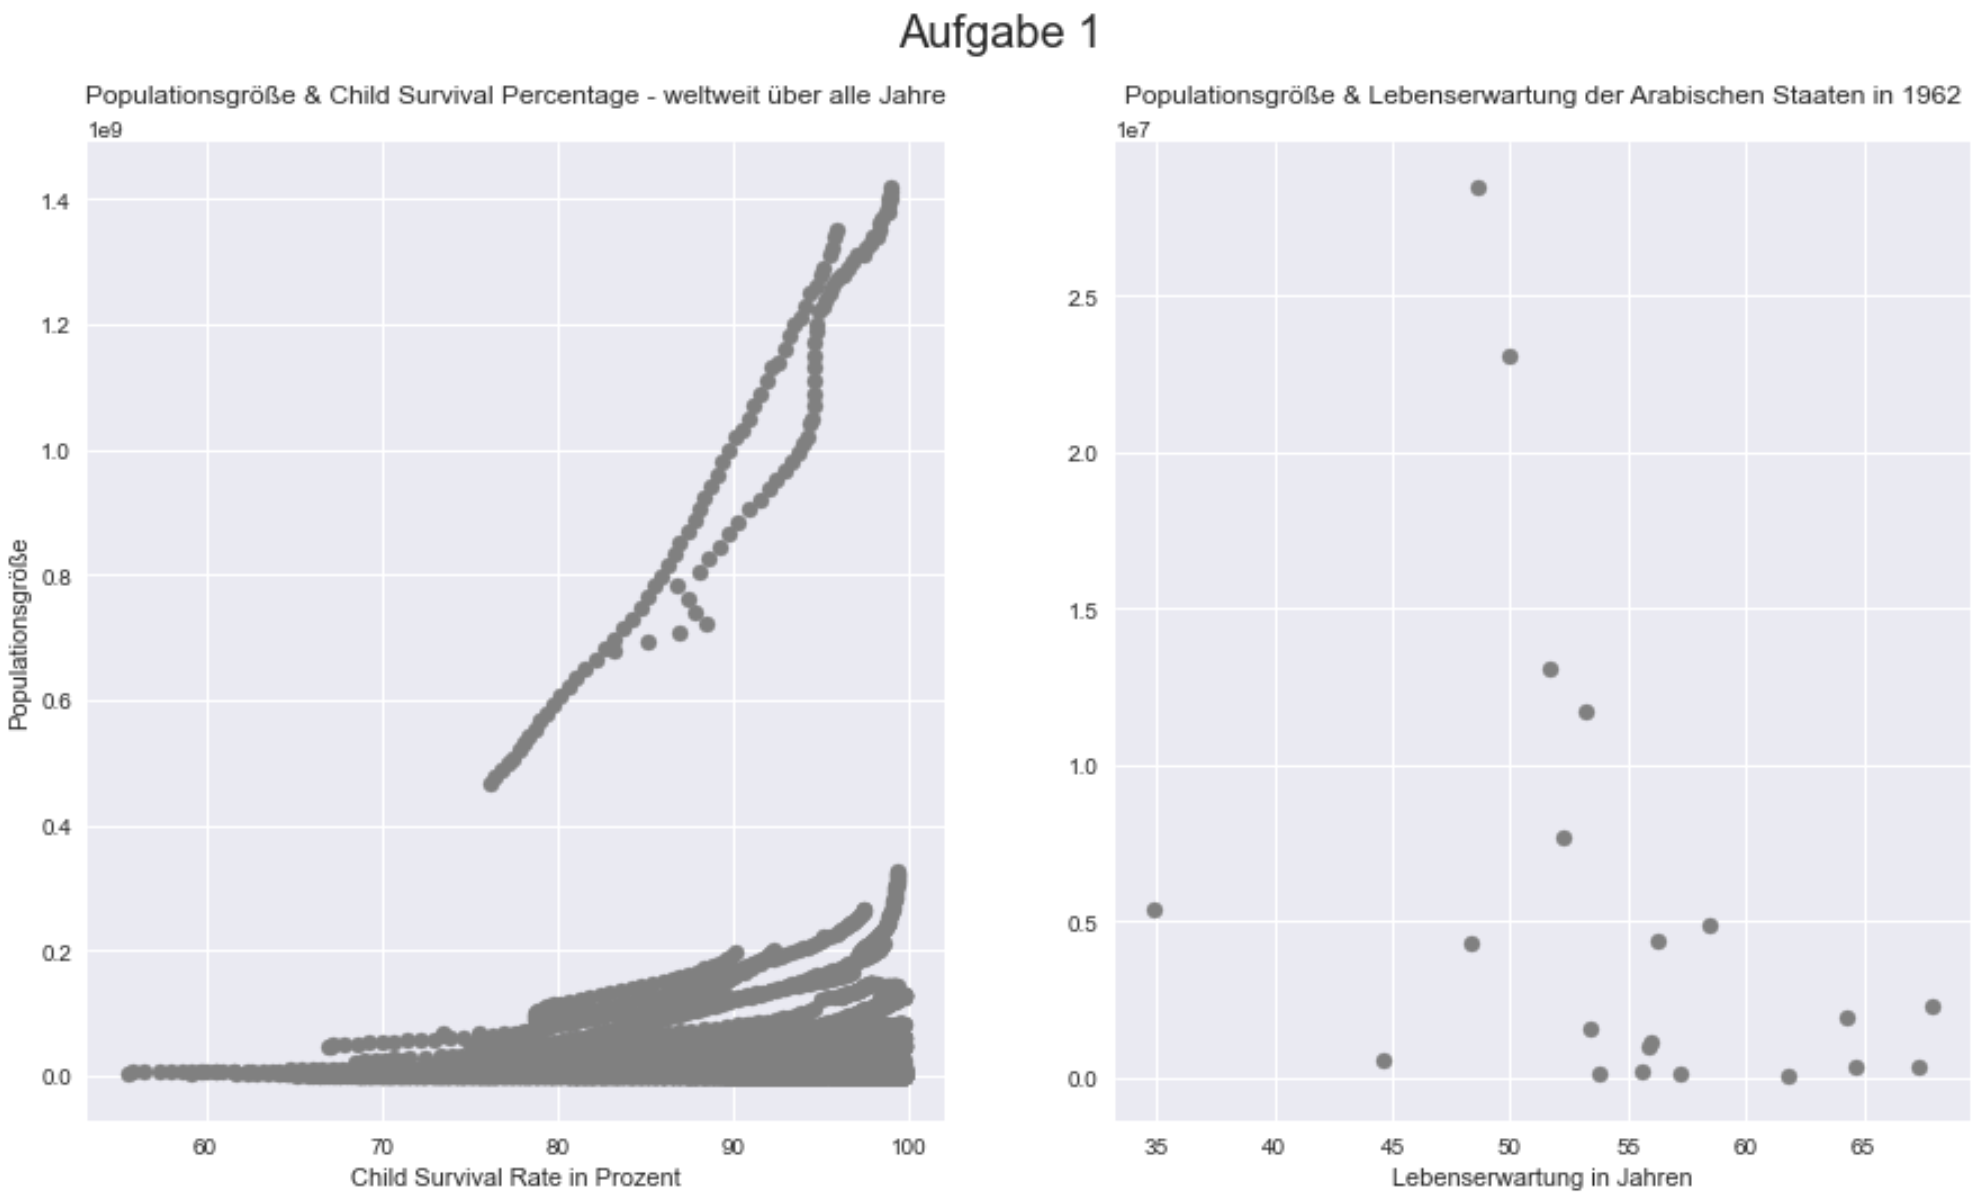 Aufgabe 1
Populationsgröße & Child Survival Percentage - weltweit über alle Jahre
1e9
1.4
1.2
1.0
0.8
0.6
0.4
0.2
0.0
Populationsgröße
60 70 80 90 100
Child Survival Rate in Prozent
Populationsgröße & Lebenserwartung der Arabischen Staaten in 1962
1e7
2.5
2.0
1.5
1.0
0.5
0.0
35 40 45 50 55 60 65
Lebenserwartung in Jahren